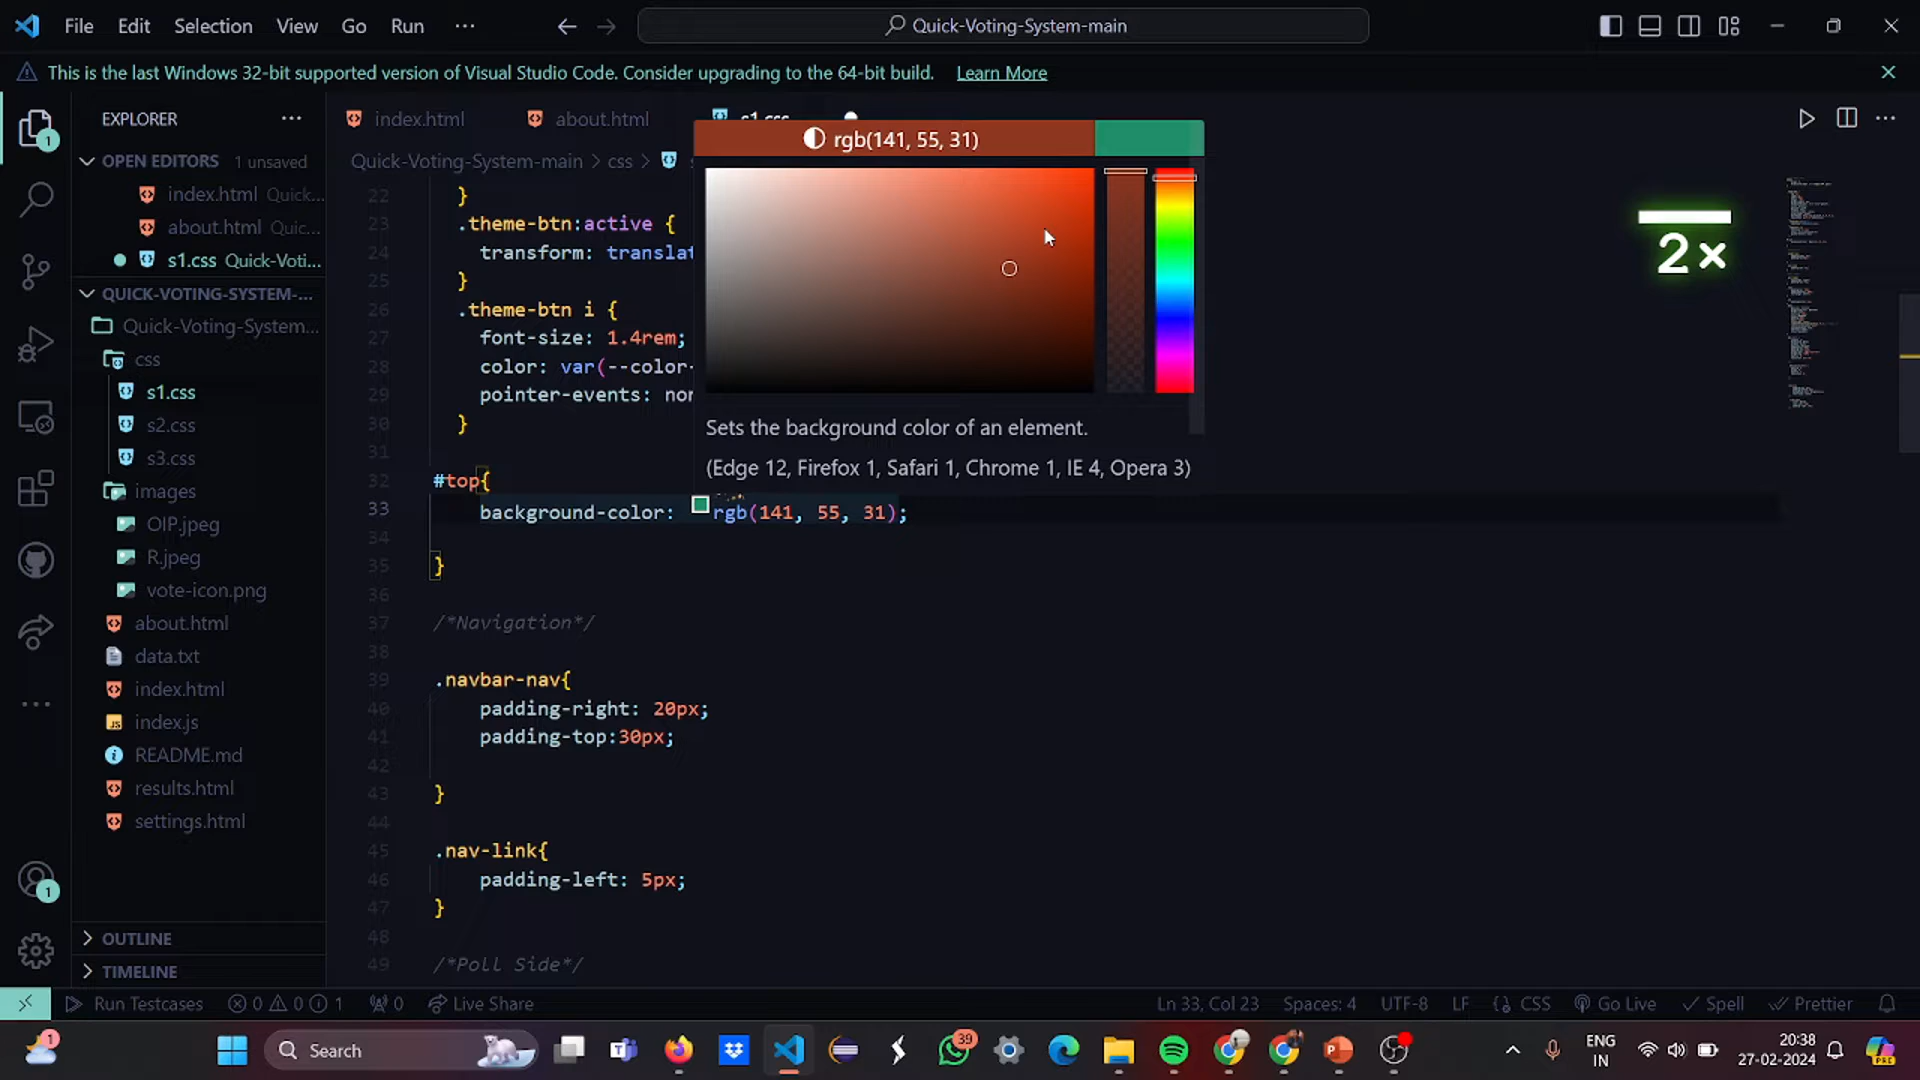 File Edit Selection View Go Run ··· Quick-Voting-System-main
This is the last Windows 32-bit supported version of Visual Studio Code. Consider upgrading to the 64-bit build. Learn More
EXPLORER ···
OPEN EDITORS 1 unsaved
index.html Quick...
about.html Quic...
s1.css Quick-Voti...
QUICK-VOTING-SYSTEM-...
Quick-Voting-System...
css
s1.css
s2.css
s3.css
images
OIP.jpeg
R.jpeg
vote-icon.png
about.html
data.txt
index.html
index.js
README.md
results.html
settings.html
OUTLINE
TIMELINE
1
1
index.html about.html s1.css
Quick-Voting-System-main > css >
rgb(141, 55, 31)
2×
22 }
23 .theme-btn:active {
24 transform: translat
25 }
26 .theme-btn i {
27 font-size: 1.4rem;
28 color: var(--color-
29 pointer-events: nor
30 }
31
Sets the background color of an element.
(Edge 12, Firefox 1, Safari 1, Chrome 1, IE 4, Opera 3)
32 #top{
33 background-color: rgb(141, 55, 31);
34
35 }
36
37 /*Navigation*/
38
39 .navbar-nav{
40 padding-right: 20px;
41 padding-top:30px;
42
43 }
44
45 .nav-link{
46 padding-left: 5px;
47 }
48
49 /*Poll Side*/
Run Testcases 0 0 1 0 Live Share Ln 33, Col 23 Spaces: 4 UTF-8 LF CSS Go Live Spell Prettier
1 Search 39 ENG IN 20:38 27-02-2024 PRE